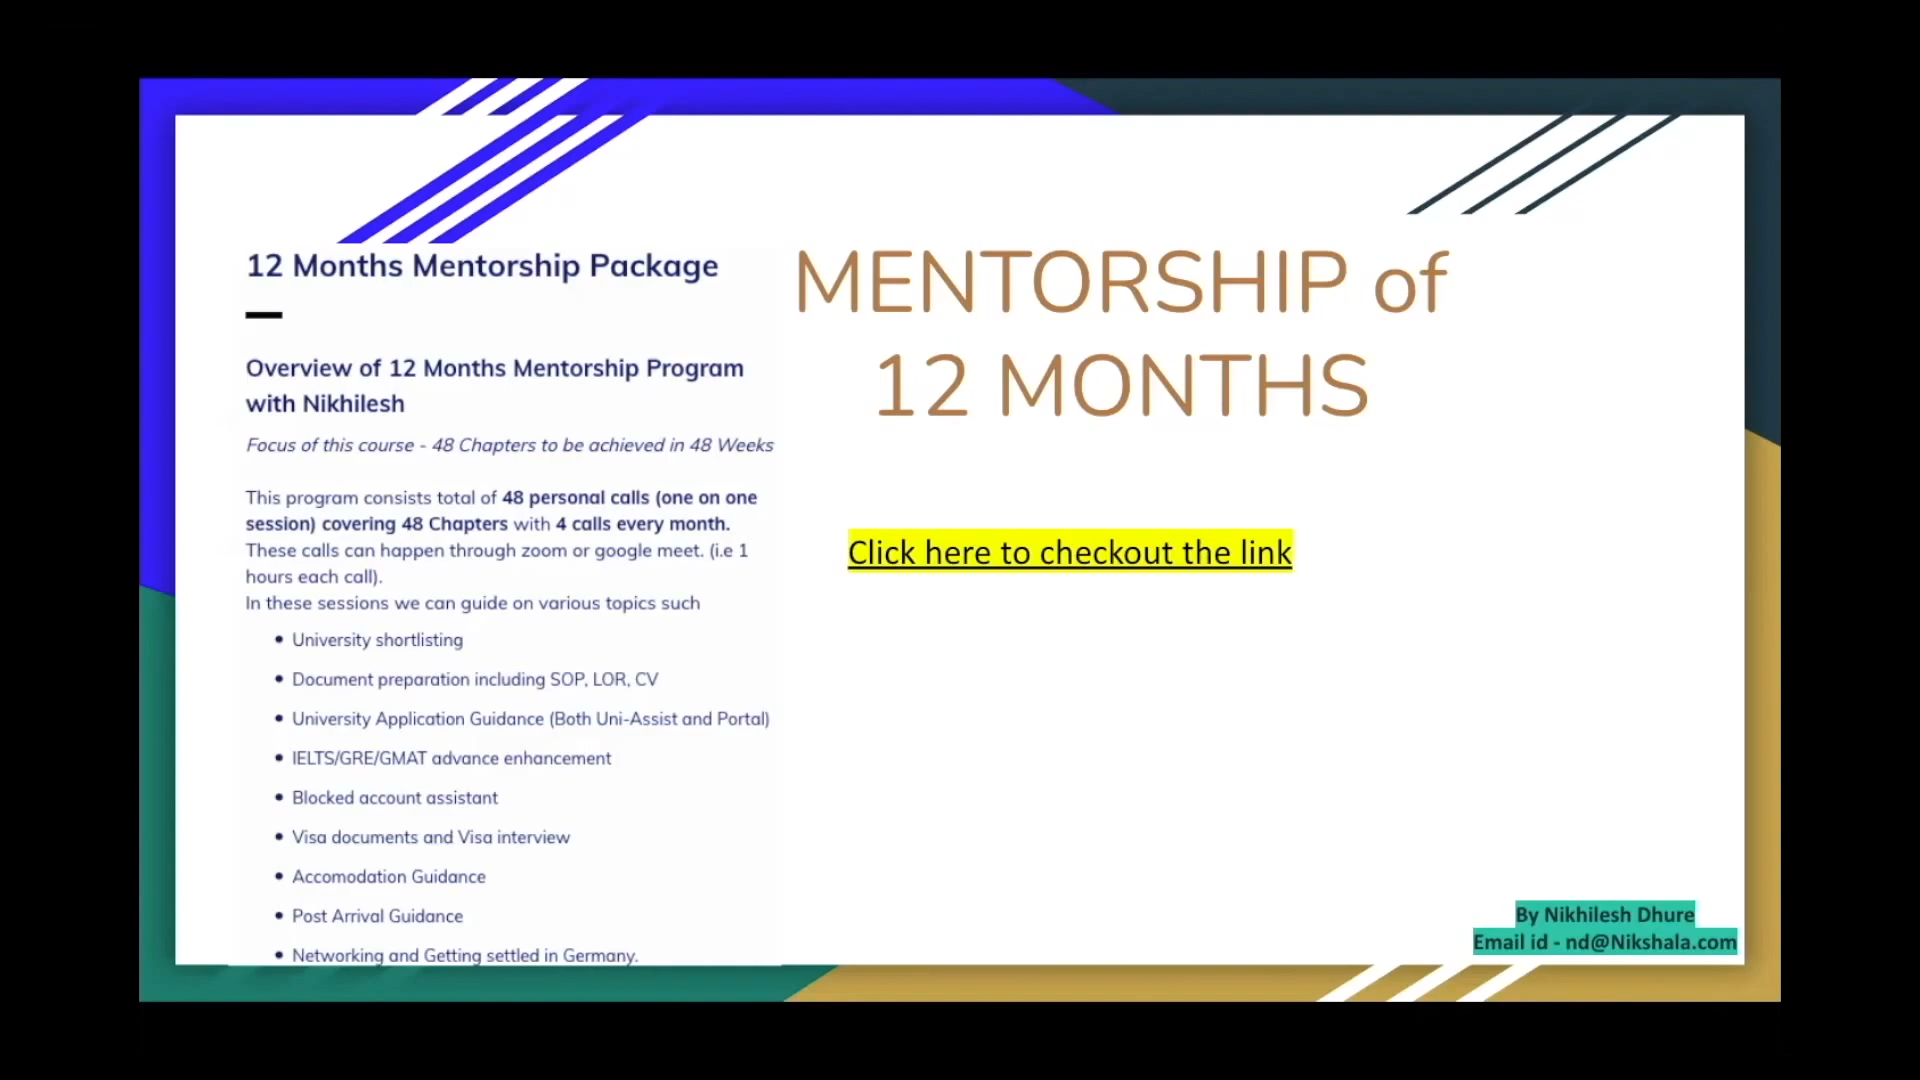 12 Months Mentorship Package
Overview of 12 Months Mentorship Program
with Nikhilesh
Focus of this course - 48 Chapters to be achieved in 48 Weeks
This program consists total of 48 personal calls (one on one
session) covering 48 Chapters with 4 calls every month.
These calls can happen through zoom or google meet. (i.e 1
hours each call).
In these sessions we can guide on various topics such
• University shortlisting
• Document preparation including SOP, LOR, CV
• University Application Guidance (Both Uni-Assist and Portal)
• IELTS/GRE/GMAT advance enhancement
• Blocked account assistant
• Visa documents and Visa interview
• Accomodation Guidance
• Post Arrival Guidance
• Networking and Getting settled in Germany.
MENTORSHIP of
12 MONTHS
Click here to checkout the link
By Nikhilesh Dhure
Email id - nd@Nikshala.com